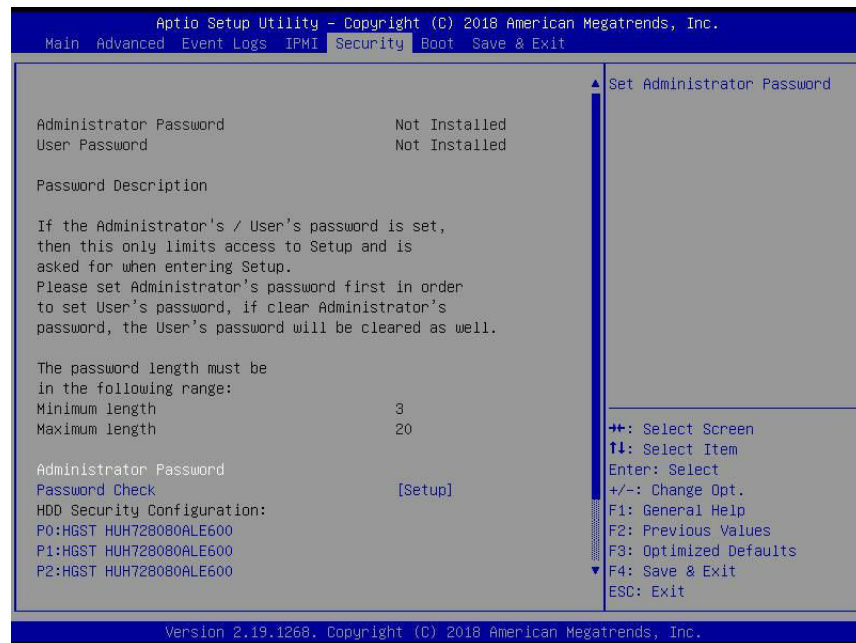 Aptio Setup Utility – Copyright (C) 2018 American Megatrends, Inc.
Main Advanced Event Logs IPMI Security Boot Save & Exit
Set Administrator Password
Administrator Password Not Installed
User Password Not Installed
Password Description
If the Administrator's / User's password is set,
then this only limits access to Setup and is
asked for when entering Setup.
Please set Administrator's password first in order
to set User's password, if clear Administrator's
password, the User's password will be cleared as well.
The password length must be
in the following range:
Minimum length 3
Maximum length 20
Administrator Password
Password Check [Setup]
HDD Security Configuration:
P0:HGST HUH728080ALE600
P1:HGST HUH728080ALE600
P2:HGST HUH728080ALE600
→←: Select Screen
↑↓: Select Item
Enter: Select
+/-: Change Opt.
F1: General Help
F2: Previous Values
F3: Optimized Defaults
F4: Save & Exit
ESC: Exit
Version 2.19.1268. Copyright (C) 2018 American Megatrends, Inc.